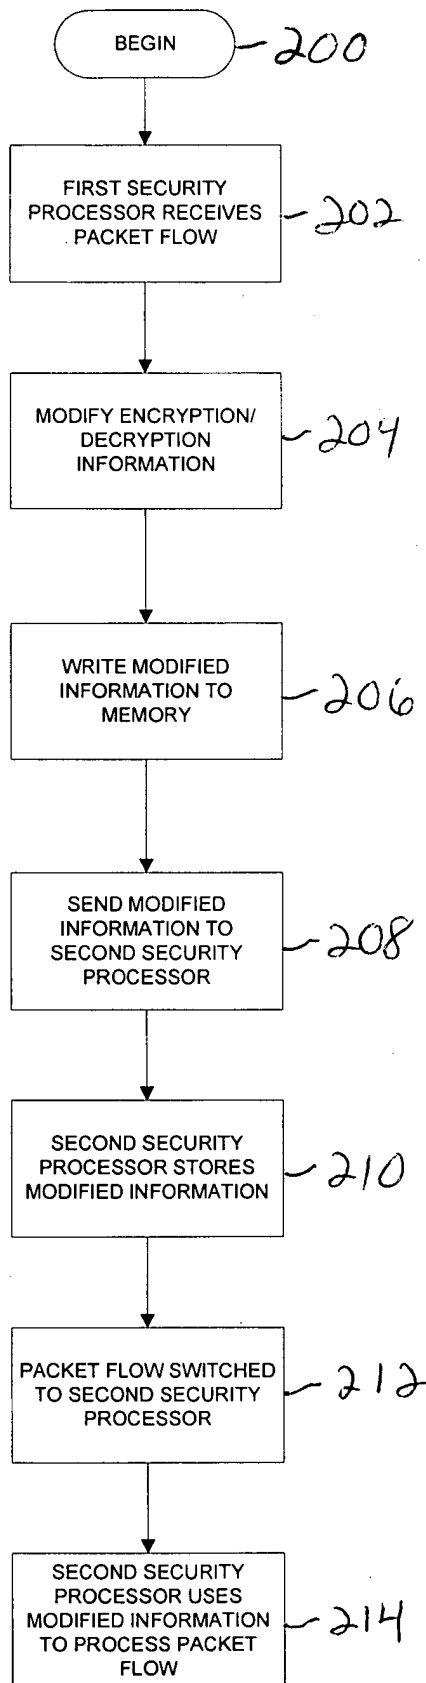 BEGIN
200
FIRST SECURITY
PROCESSOR RECEIVES
PACKET FLOW
202
MODIFY ENCRYPTION/
DECRYPTION
INFORMATION
204
WRITE MODIFIED
INFORMATION TO
MEMORY
206
SEND MODIFIED
INFORMATION TO
SECOND SECURITY
PROCESSOR
208
SECOND SECURITY
PROCESSOR STORES
MODIFIED INFORMATION
210
PACKET FLOW SWITCHED
TO SECOND SECURITY
PROCESSOR
212
SECOND SECURITY
PROCESSOR USES
MODIFIED INFORMATION
TO PROCESS PACKET
FLOW
214